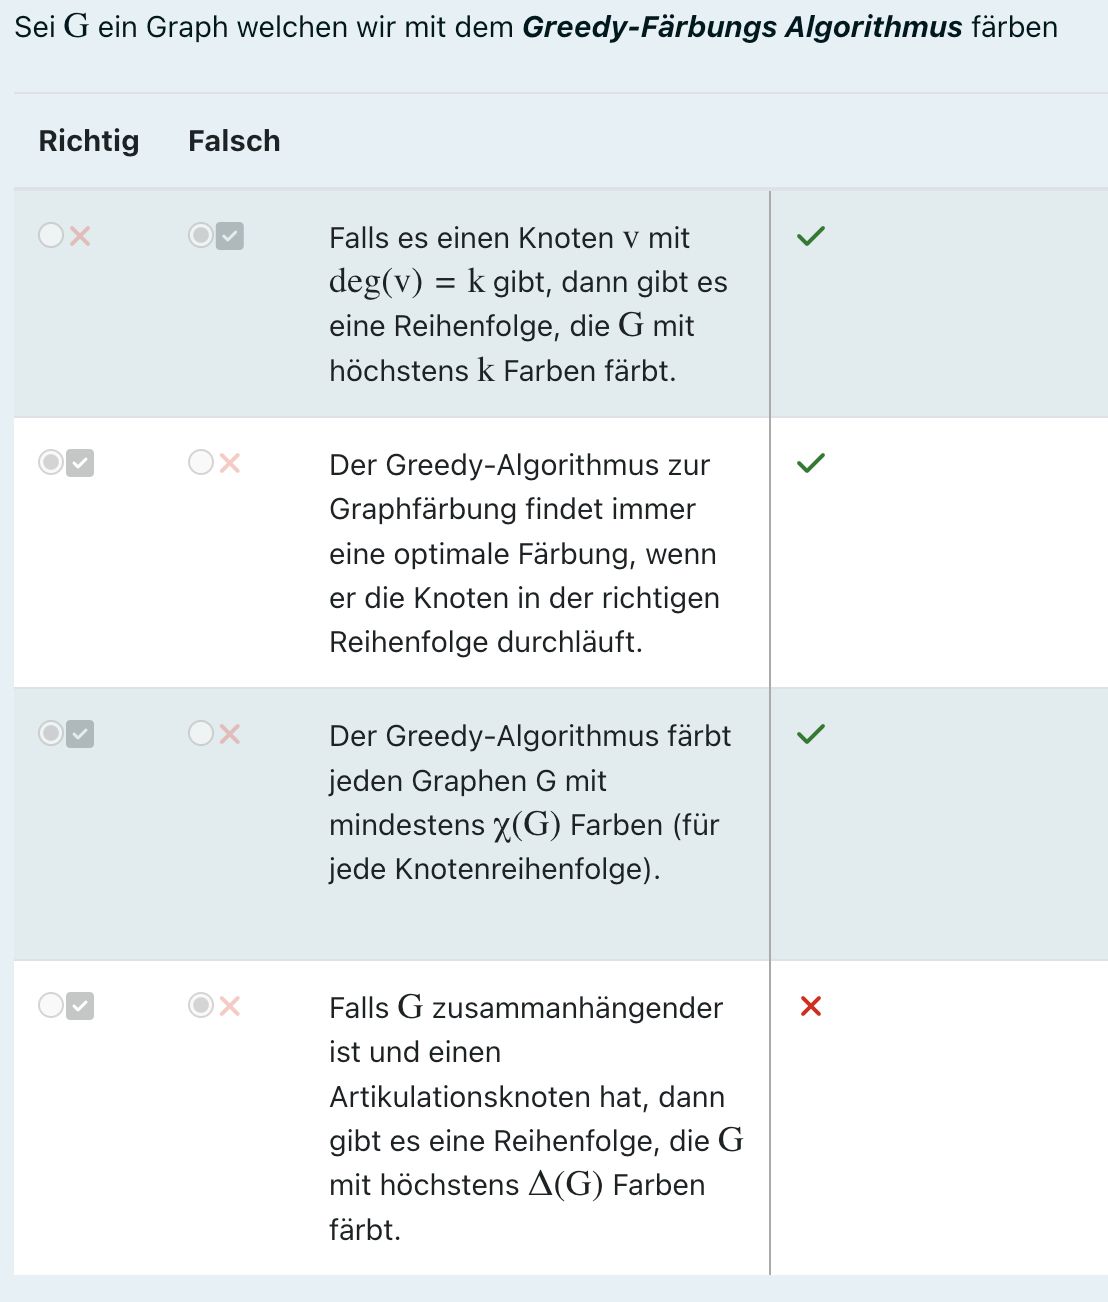 Sei G ein Graph welchen wir mit dem Greedy-Färbungs Algorithmus färben
Richtig Falsch
Falls es einen Knoten v mit
deg(v) = k gibt, dann gibt es
eine Reihenfolge, die G mit
höchstens k Farben färbt.
Der Greedy-Algorithmus zur
Graphfärbung findet immer
eine optimale Färbung, wenn
er die Knoten in der richtigen
Reihenfolge durchläuft.
Der Greedy-Algorithmus färbt
jeden Graphen G mit
mindestens χ(G) Farben (für
jede Knotenreihenfolge).
Falls G zusammanhängender
ist und einen
Artikulationsknoten hat, dann
gibt es eine Reihenfolge, die G
mit höchstens Δ(G) Farben
färbt.